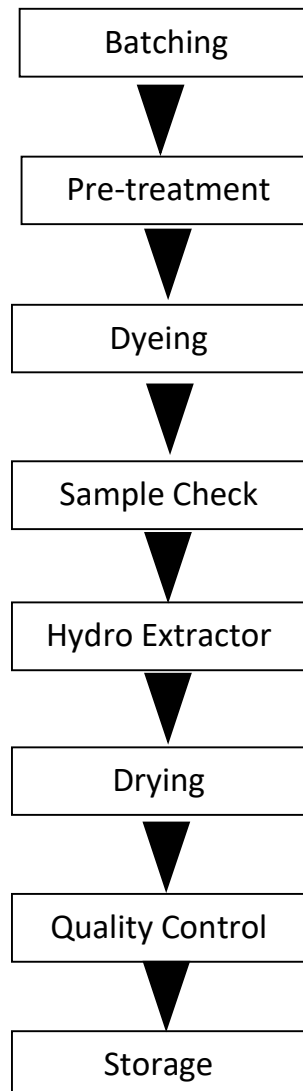 Batching
Pre-treatment
Dyeing
Sample Check
Hydro Extractor
Drying
Quality Control
Storage